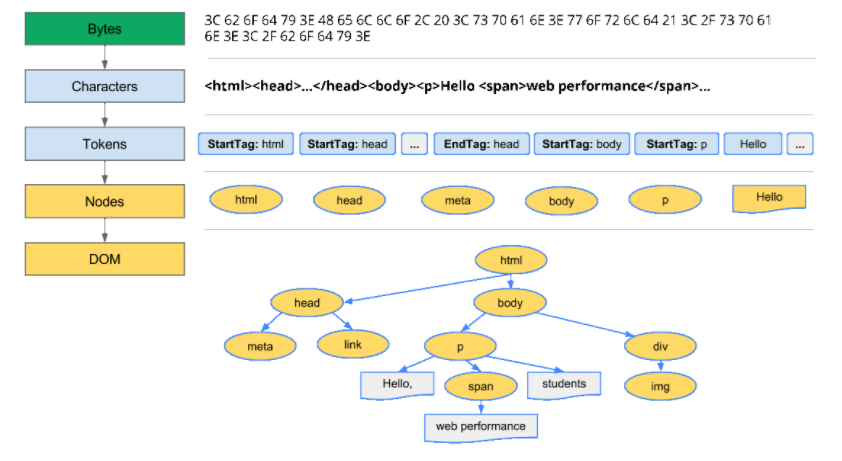 Bytes
3C 62 6F 64 79 3E 48 65 6C 6C 6F 2C 20 3C 73 70 61 6E 3E 77 6F 72 6C 64 21 3C 2F 73 70 61
6E 3E 3C 2F 62 6F 64 79 3E
Characters
<html><head>...</head><body><p>Hello <span>web performance</span>...
Tokens
StartTag: html
StartTag: head
...
EndTag: head
StartTag: body
StartTag: p
Hello
...
Nodes
html
head
meta
body
p
Hello
DOM
html
head
body
meta
link
p
div
Hello,
span
students
img
web performance